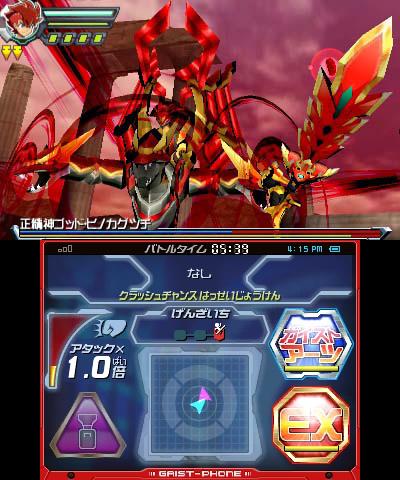 正義神ゴッド・ヒノカグツチ
バトルタイム 05:39
4:15 PM
なし
クラッシュチャンス はっせいじょうけん
げんざいち
アタック×
1.0倍
ばい
ガイスト
アーツ
EX
GAIST-PHONE